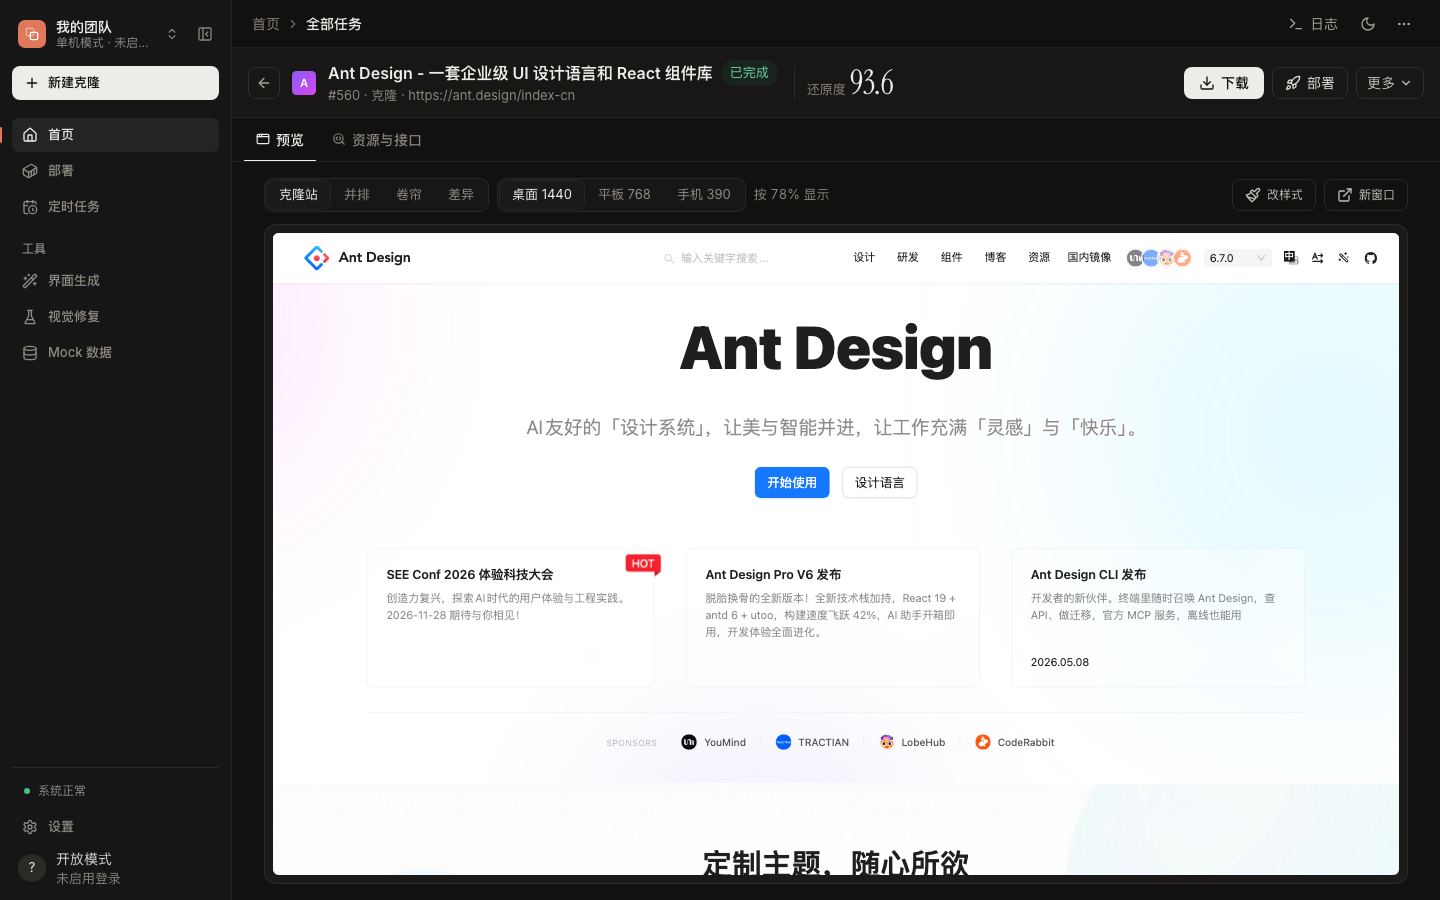 我的团队
单机模式 · 未启...
新建克隆
首页
部署
定时任务
工具
界面生成
视觉修复
Mock 数据
系统正常
设置
?
开放模式
未启用登录
首页 > 全部任务
日志
A
Ant Design - 一套企业级 UI 设计语言和 React 组件库
已完成
#560 · 克隆 · https://ant.design/index-cn
还原度 93.6
下载
部署
更多
预览
资源与接口
克隆站 并排 卷帘 差异
桌面 1440 平板 768 手机 390
按 78% 显示
改样式
新窗口
Ant Design
输入关键字搜索...
设计 研发 组件 博客 资源 国内镜像
6.7.0
Ant Design
AI 友好的「设计系统」，让美与智能并进，让工作充满「灵感」与「快乐」。
开始使用
设计语言
SEE Conf 2026 体验科技大会
HOT
创造力复兴，探索 AI 时代的用户体验与工程实践。
2026-11-28 期待与你相见！
Ant Design Pro V6 发布
脱胎换骨的全新版本！全新技术栈加持，React 19 +
antd 6 + utoo，构建速度飞跃 42%，AI 助手开箱即
用，开发体验全面进化。
Ant Design CLI 发布
开发者的新伙伴。终端里随时召唤 Ant Design，查
API、做迁移，官方 MCP 服务，离线也能用
2026.05.08
SPONSORS
YouMind
TRACTIAN
LobeHub
CodeRabbit
定制主题，随心所欲